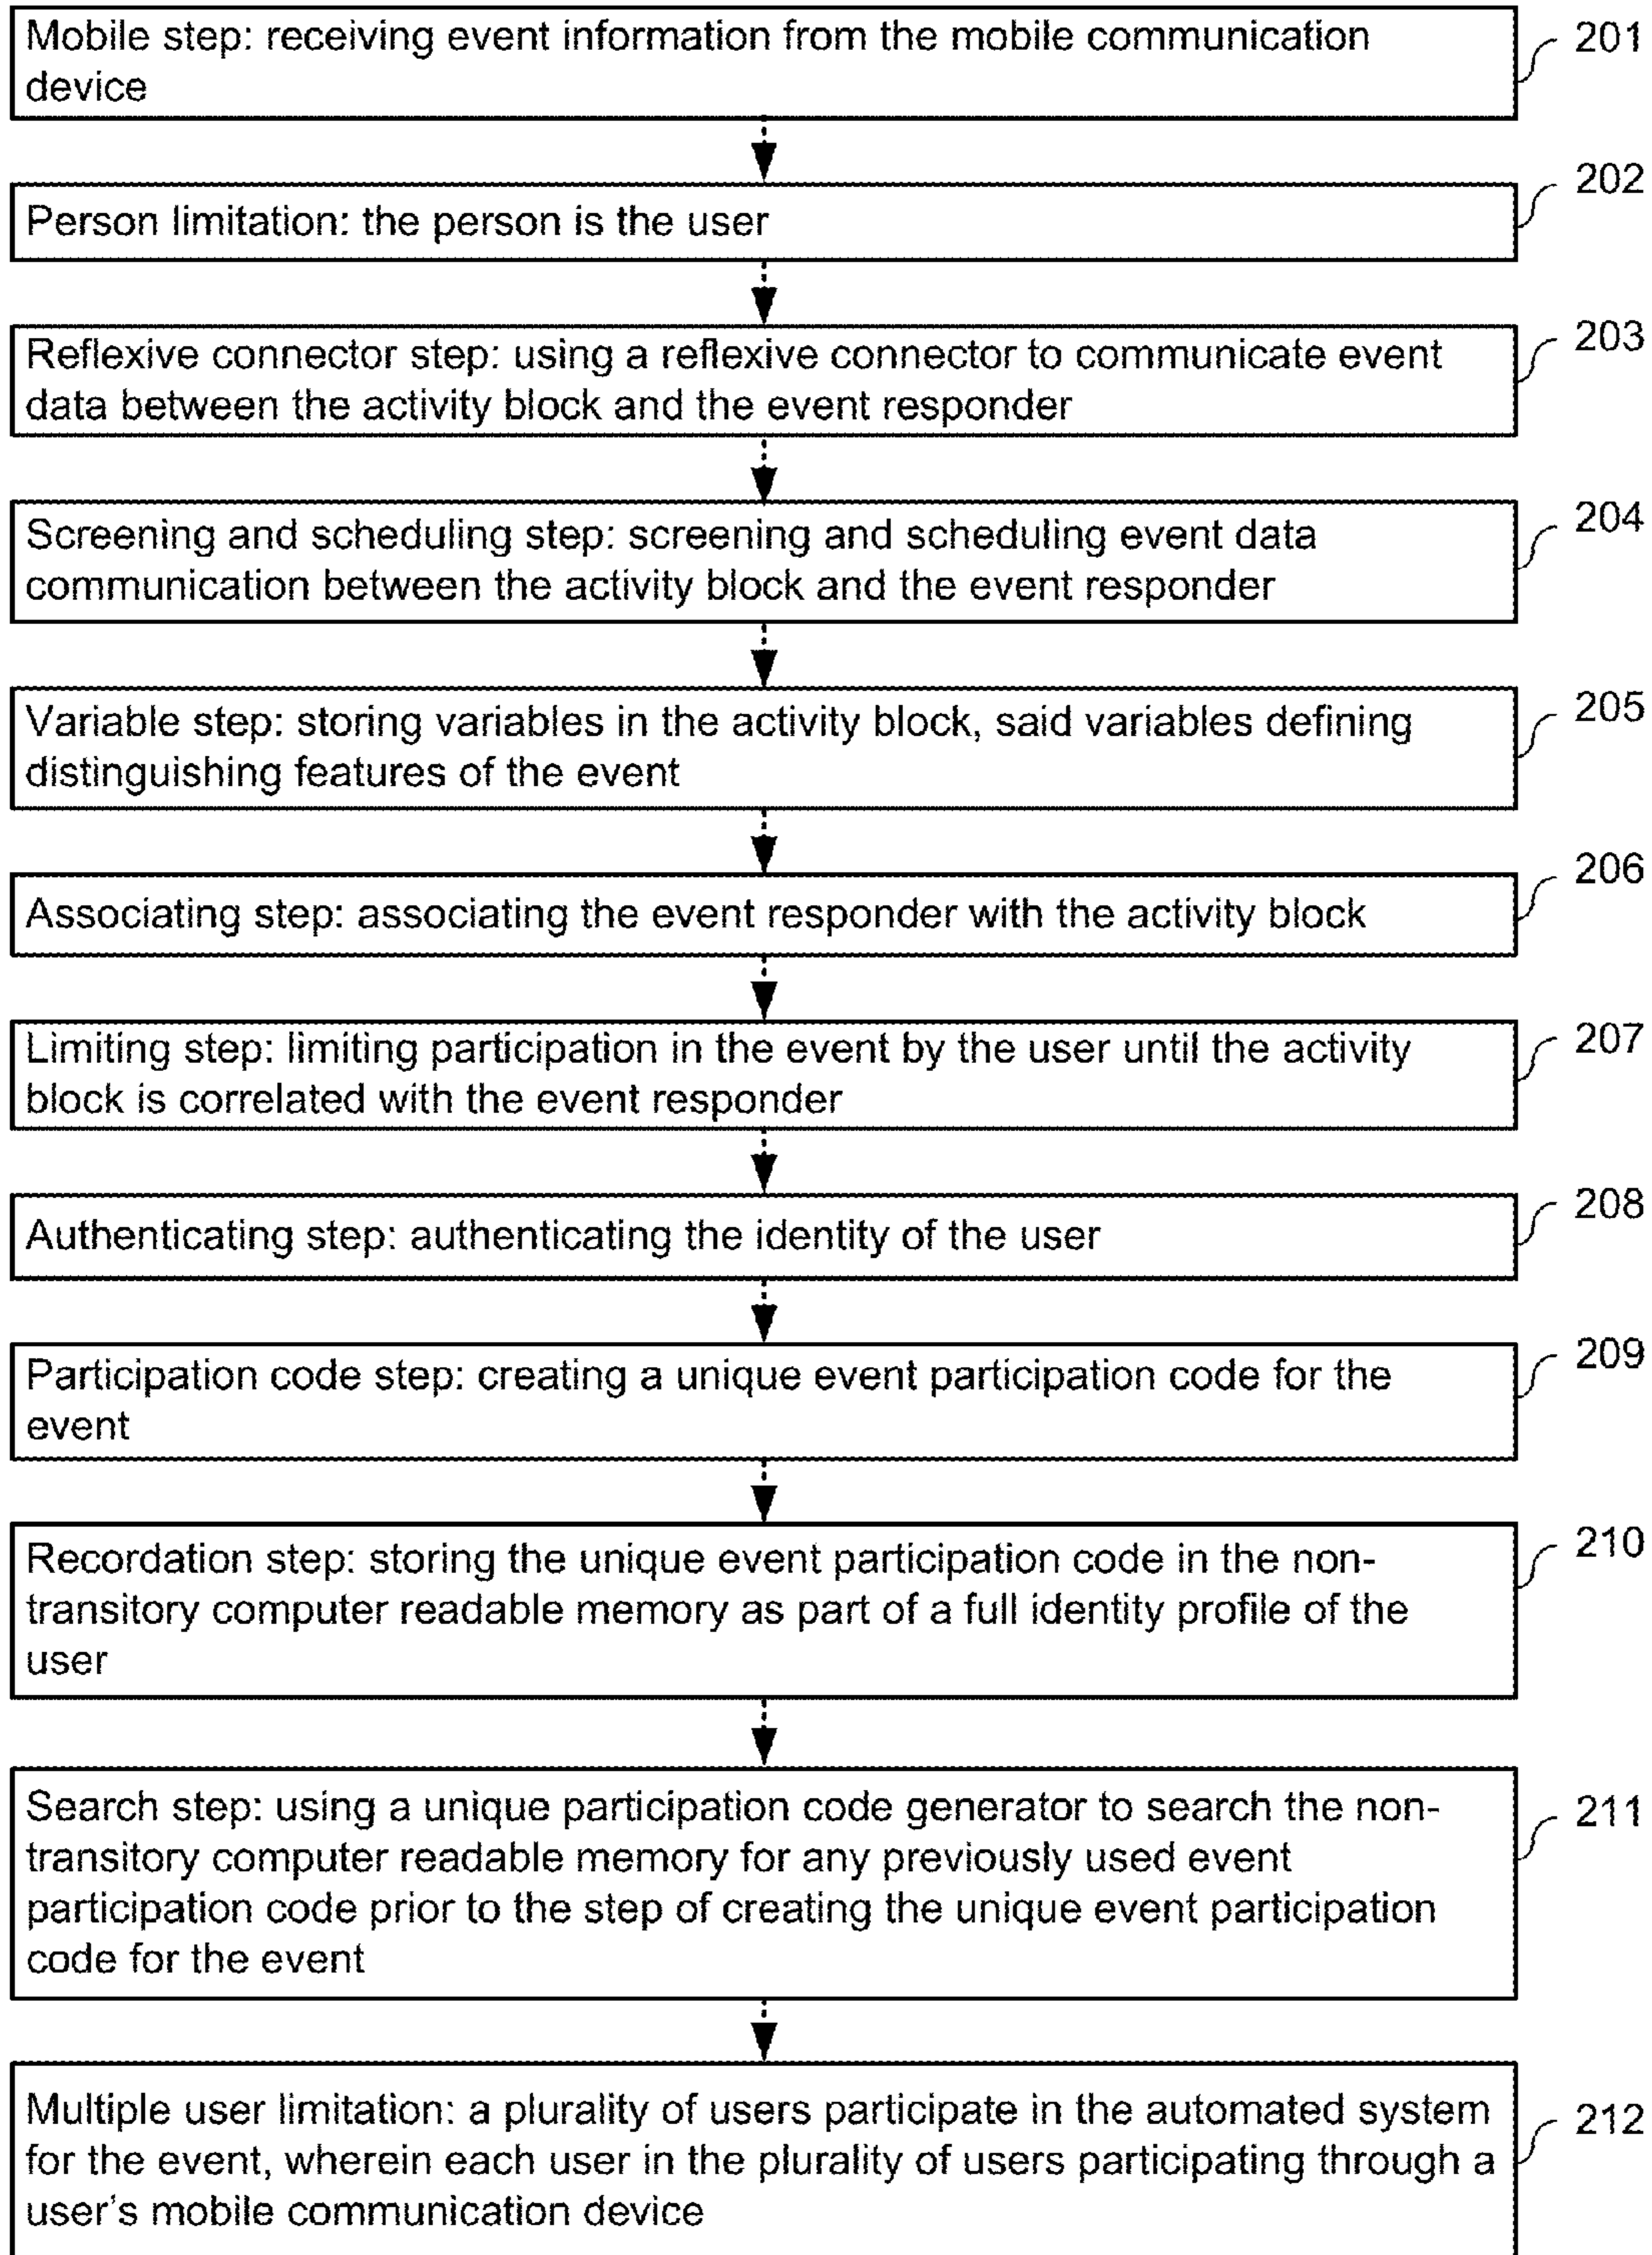 Mobile step: receiving event information from the mobile communication
device
201
Person limitation: the person is the user
202
Reflexive connector step: using a reflexive connector to communicate event
data between the activity block and the event responder
203
Screening and scheduling step: screening and scheduling event data
communication between the activity block and the event responder
204
Variable step: storing variables in the activity block, said variables defining
distinguishing features of the event
205
Associating step: associating the event responder with the activity block
206
Limiting step: limiting participation in the event by the user until the activity
block is correlated with the event responder
207
Authenticating step: authenticating the identity of the user
208
Participation code step: creating a unique event participation code for the
event
209
Recordation step: storing the unique event participation code in the non-
transitory computer readable memory as part of a full identity profile of the
user
210
Search step: using a unique participation code generator to search the non-
transitory computer readable memory for any previously used event
participation code prior to the step of creating the unique event participation
code for the event
211
Multiple user limitation: a plurality of users participate in the automated system
for the event, wherein each user in the plurality of users participating through a
user's mobile communication device
212